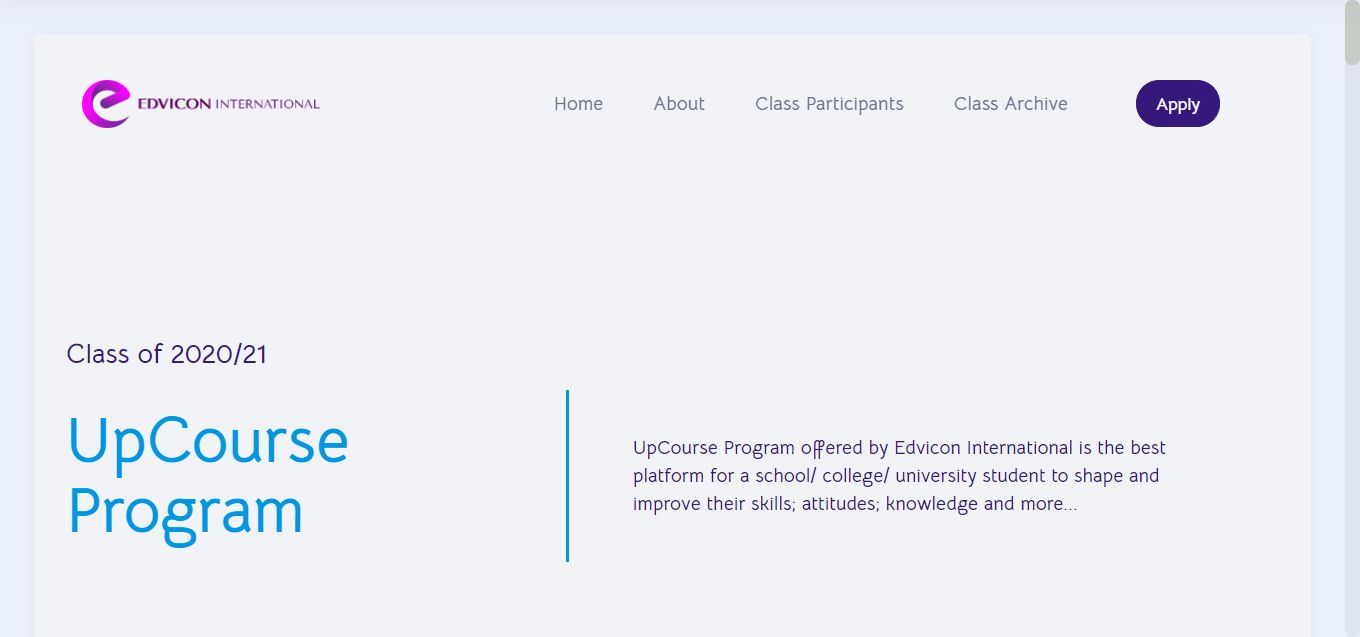 EDVICON INTERNATIONAL
Home About Class Participants Class Archive Apply
Class of 2020/21
UpCourse
Program
UpCourse Program offered by Edvicon International is the best
platform for a school/ college/ university student to shape and
improve their skills; attitudes; knowledge and more...